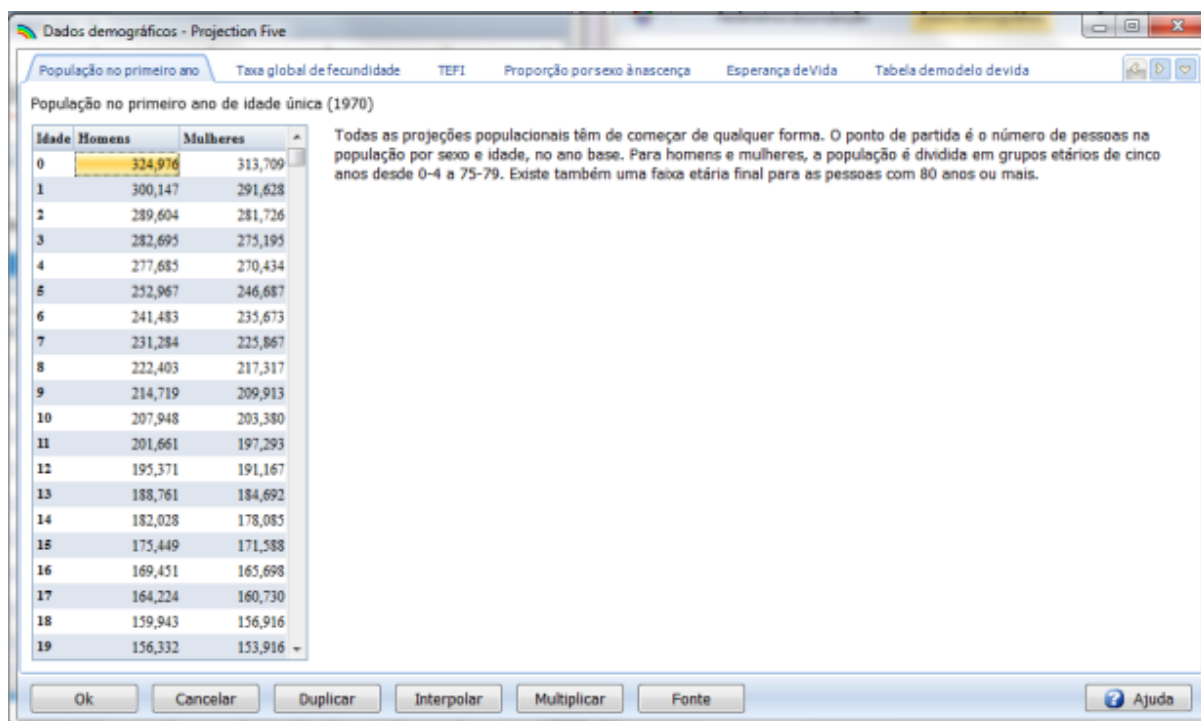 Dados demográficos - Projection Five
População no primeiro ano Taxa global de fecundidade TEFI Proporção por sexo à nascença Esperança de Vida Tabela de modelo de vida
População no primeiro ano de idade única (1970)
Idade Homens Mulheres
0 324,976 313,709
1 300,147 291,628
2 289,604 281,726
3 282,695 275,195
4 277,685 270,434
5 252,967 246,687
6 241,483 235,673
7 231,284 225,867
8 222,403 217,317
9 214,719 209,913
10 207,948 203,380
11 201,661 197,293
12 195,371 191,167
13 188,761 184,692
14 182,028 178,085
15 175,449 171,588
16 169,451 165,698
17 164,224 160,730
18 159,943 156,916
19 156,332 153,916
Todas as projeções populacionais têm de começar de qualquer forma. O ponto de partida é o número de pessoas na
população por sexo e idade, no ano base. Para homens e mulheres, a população é dividida em grupos etários de cinco
anos desde 0-4 a 75-79. Existe também uma faixa etária final para as pessoas com 80 anos ou mais.
Ok Cancelar Duplicar Interpolar Multiplicar Fonte Ajuda